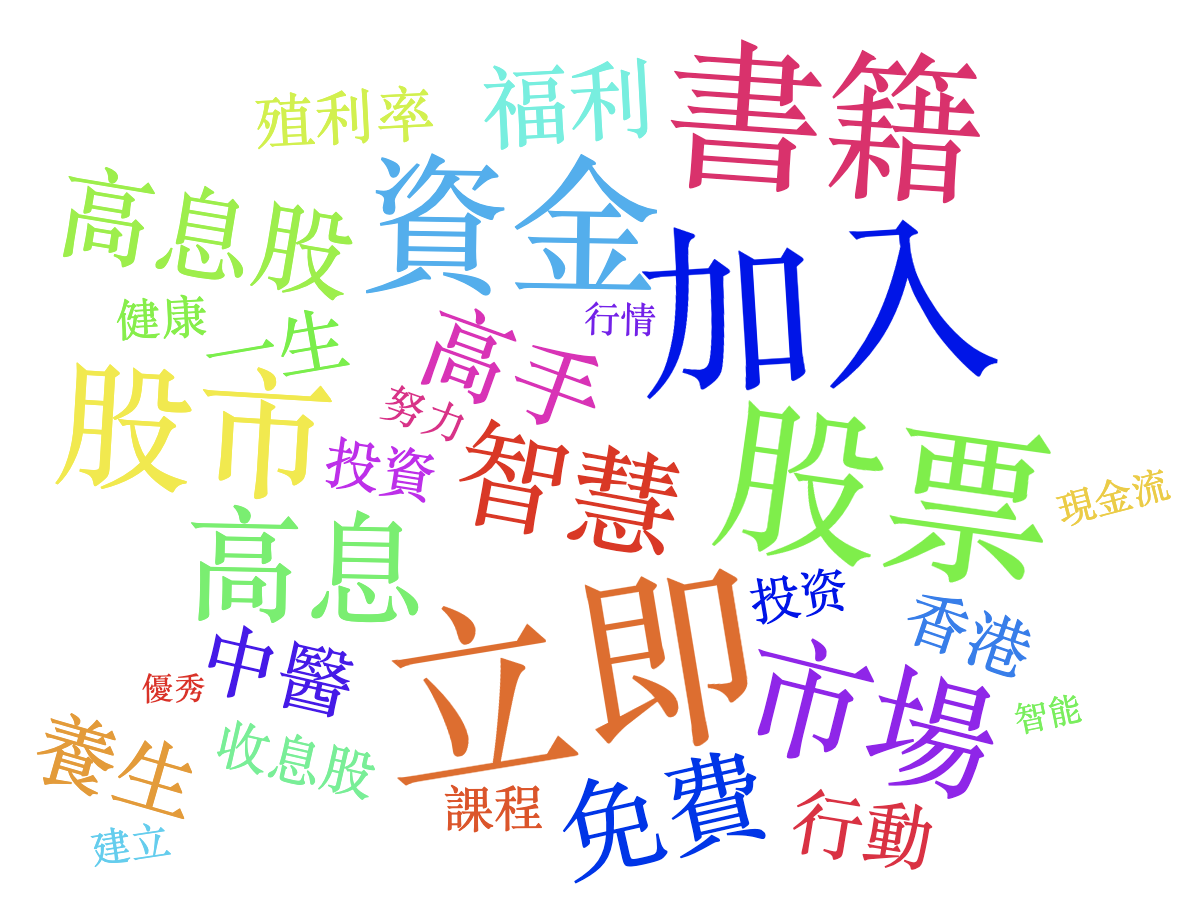 書籍
福利
殖利率
資金
高息股
加入
健康
行情
一生
高手
股市
努力
股票
智慧
投資
現金流
高息
立即
投资
香港
中醫
市場
優秀
智能
養生
收息股
免費
課程
行動
建立